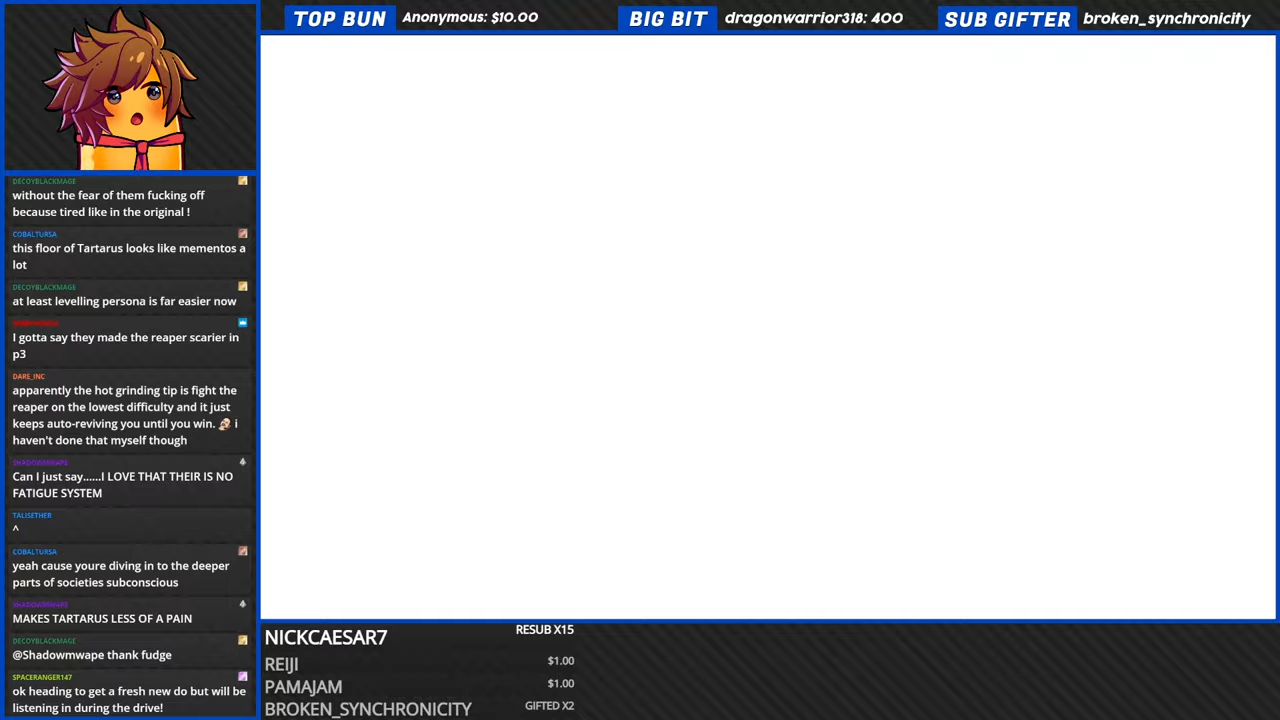 TOP BUN Anonymous: $10.00 BIG BIT dragonwarrior318: 400 SUB GIFTER broken_synchronicity
DECOYBLACKMAGE
without the fear of them fucking off
because tired like in the original !
COBALTURSA
this floor of Tartarus looks like mementos a
lot
DECOYBLACKMAGE
at least levelling persona is far easier now
I gotta say they made the reaper scarier in
p3
DARE_INC
apparently the hot grinding tip is fight the
reaper on the lowest difficulty and it just
keeps auto-reviving you until you win. i
haven't done that myself though
SHADOWMWAPE
Can I just say......I LOVE THAT THEIR IS NO
FATIGUE SYSTEM
TALISETHER
^
COBALTURSA
yeah cause youre diving in to the deeper
parts of societies subconscious
SHADOWMWAPE
MAKES TARTARUS LESS OF A PAIN
DECOYBLACKMAGE
@Shadowmwape thank fudge
SPACERANGER147
ok heading to get a fresh new do but will be
listening in during the drive!
NICKCAESAR7 RESUB X15
REIJI $1.00
PAMAJAM $1.00
BROKEN_SYNCHRONICITY GIFTED X2